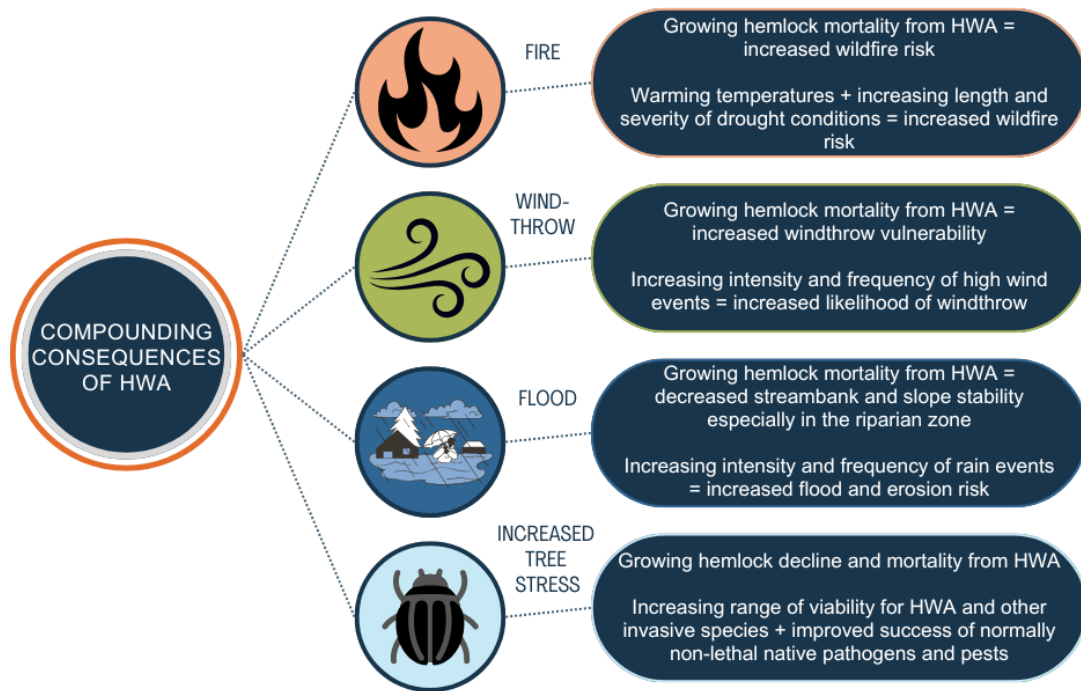 COMPOUNDING
CONSEQUENCES
OF HWA
FIRE
Growing hemlock mortality from HWA =
increased wildfire risk
Warming temperatures + increasing length and
severity of drought conditions = increased wildfire
risk
WIND-
THROW
Growing hemlock mortality from HWA =
increased windthrow vulnerability
Increasing intensity and frequency of high wind
events = increased likelihood of windthrow
FLOOD
Growing hemlock mortality from HWA =
decreased streambank and slope stability
especially in the riparian zone
Increasing intensity and frequency of rain events
= increased flood and erosion risk
INCREASED
TREE
STRESS
Growing hemlock decline and mortality from HWA
Increasing range of viability for HWA and other
invasive species + improved success of normally
non-lethal native pathogens and pests